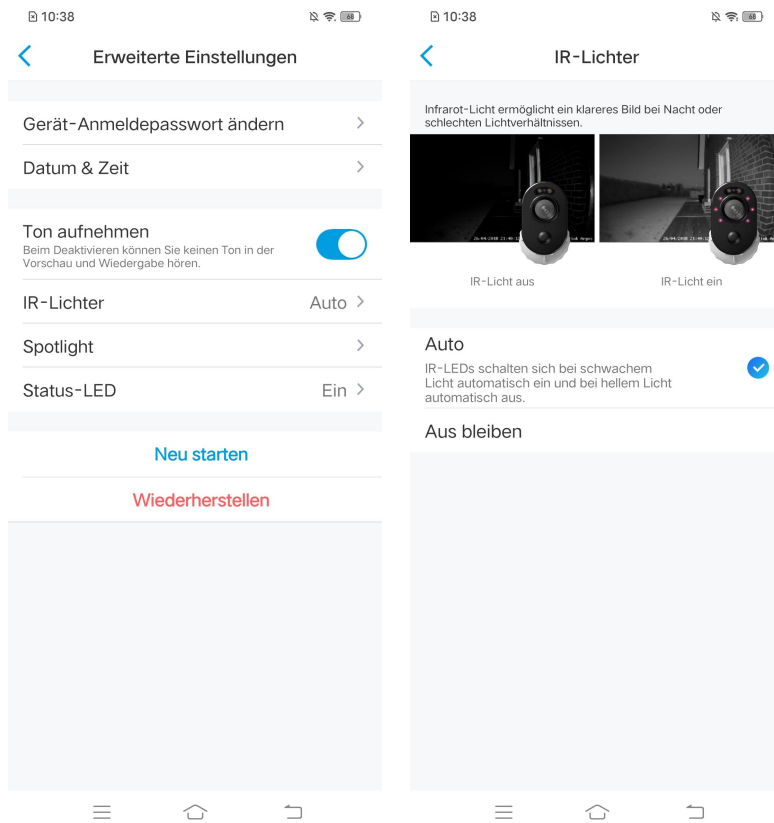 10:38
68
Erweiterte Einstellungen
Gerät-Anmeldepasswort ändern
Datum & Zeit
Ton aufnehmen
Beim Deaktivieren können Sie keinen Ton in der
Vorschau und Wiedergabe hören.
IR-Lichter Auto
Spotlight
Status-LED Ein
Neu starten
Wiederherstellen
10:38
68
IR-Lichter
Infrarot-Licht ermöglicht ein klareres Bild bei Nacht oder
schlechten Lichtverhältnissen.
IR-Licht aus
IR-Licht ein
Auto
IR-LEDs schalten sich bei schwachem
Licht automatisch ein und bei hellem Licht
automatisch aus.
Aus bleiben